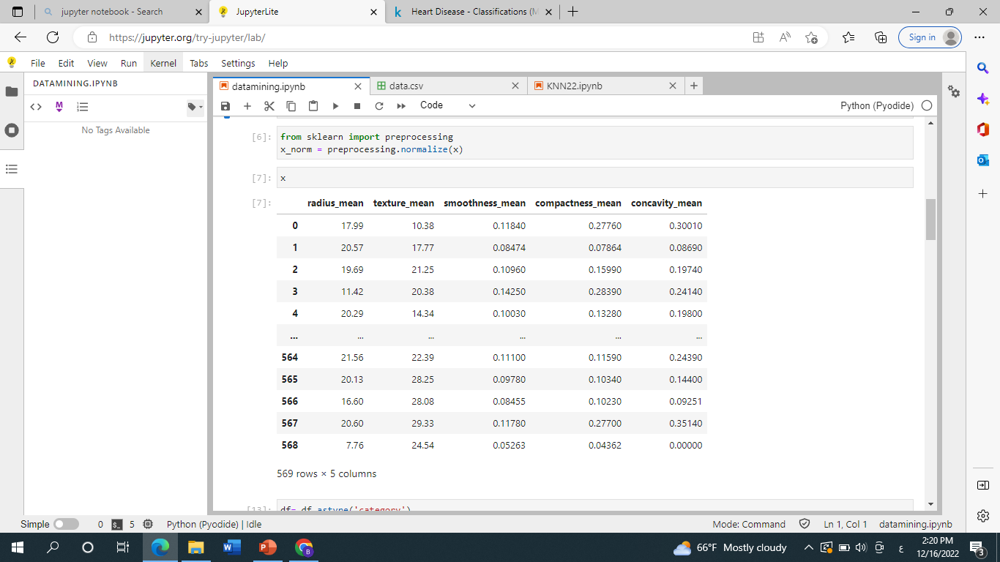 jupyter notebook - Search
JupyterLite
Heart Disease - Classifications (M
https://jupyter.org/try-jupyter/lab/
Sign in
File Edit View Run Kernel Tabs Settings Help
DATAMINING.IPYNB
No Tags Available
datamining.ipynb
data.csv
KNN22.ipynb
Code
Python (Pyodide)
[6]:
from sklearn import preprocessing
x_norm = preprocessing.normalize(x)
[7]:
x
[7]:
radius_mean texture_mean smoothness_mean compactness_mean concavity_mean
0 17.99 10.38 0.11840 0.27760 0.30010
1 20.57 17.77 0.08474 0.07864 0.08690
2 19.69 21.25 0.10960 0.15990 0.19740
3 11.42 20.38 0.14250 0.28390 0.24140
4 20.29 14.34 0.10030 0.13280 0.19800
... ... ... ... ... ...
564 21.56 22.39 0.11100 0.11590 0.24390
565 20.13 28.25 0.09780 0.10340 0.14400
566 16.60 28.08 0.08455 0.10230 0.09251
567 20.60 29.33 0.11780 0.27700 0.35140
568 7.76 24.54 0.05263 0.04362 0.00000
569 rows × 5 columns
[13]:
df= df.astype('category')
Simple 0 5 Python (Pyodide) | Idle Mode: Command Ln 1, Col 1 datamining.ipynb
66°F Mostly cloudy
ع
2:20 PM
12/16/2022
3